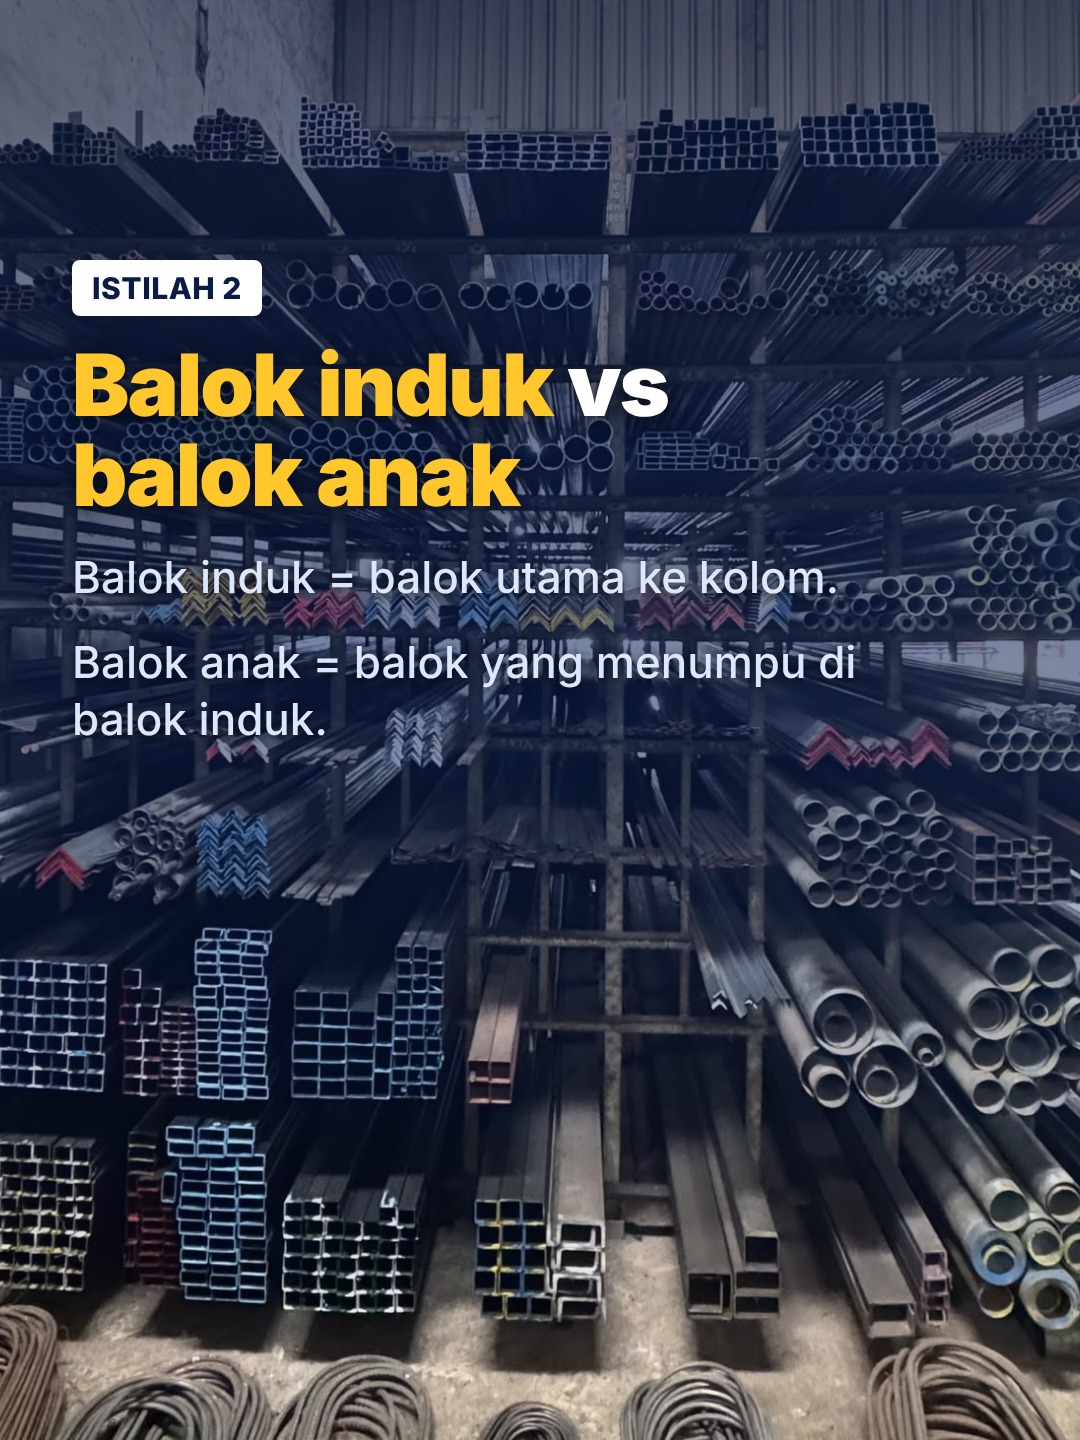 ISTILAH 2
Balok induk vs
balok anak
Balok induk = balok utama ke kolom.
Balok anak = balok yang menumpu di
balok induk.